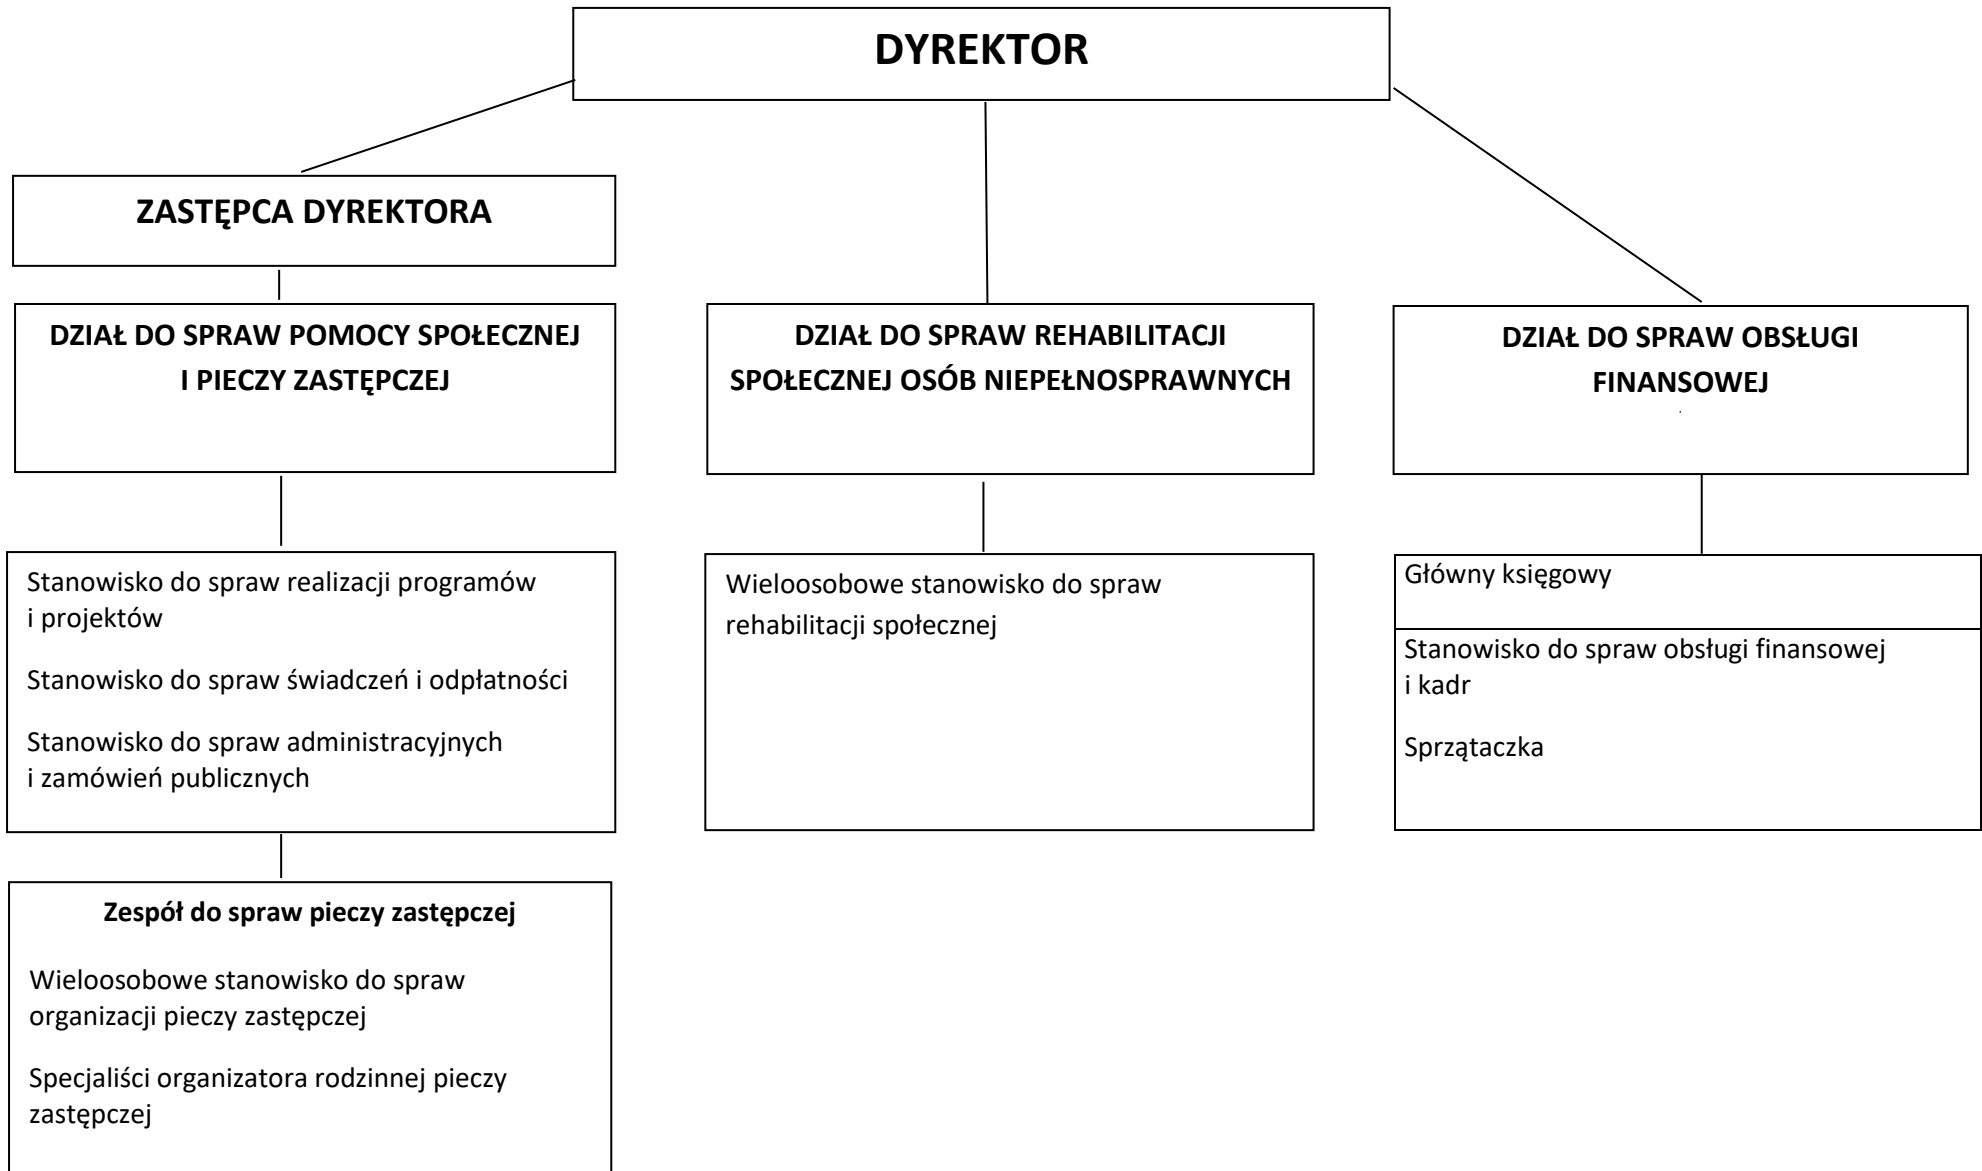 DYREKTOR
ZASTĘPCA DYREKTORA
DZIAŁ DO SPRAW POMOCY SPOŁECZNEJ
I PIECZY ZASTĘPCZEJ
DZIAŁ DO SPRAW REHABILITACJI
SPOŁECZNEJ OSÓB NIEPEŁNOSPRAWNYCH
DZIAŁ DO SPRAW OBSŁUGI
FINANSOWEJ
Stanowisko do spraw realizacji programów
i projektów
Stanowisko do spraw świadczeń i odpłatności
Stanowisko do spraw administracyjnych
i zamówień publicznych
Wieloosobowe stanowisko do spraw
rehabilitacji społecznej
Główny księgowy
Stanowisko do spraw obsługi finansowej
i kadr
Sprzątaczka
Zespół do spraw pieczy zastępczej
Wieloosobowe stanowisko do spraw
organizacji pieczy zastępczej
Specjaliści organizatora rodzinnej pieczy
zastępczej